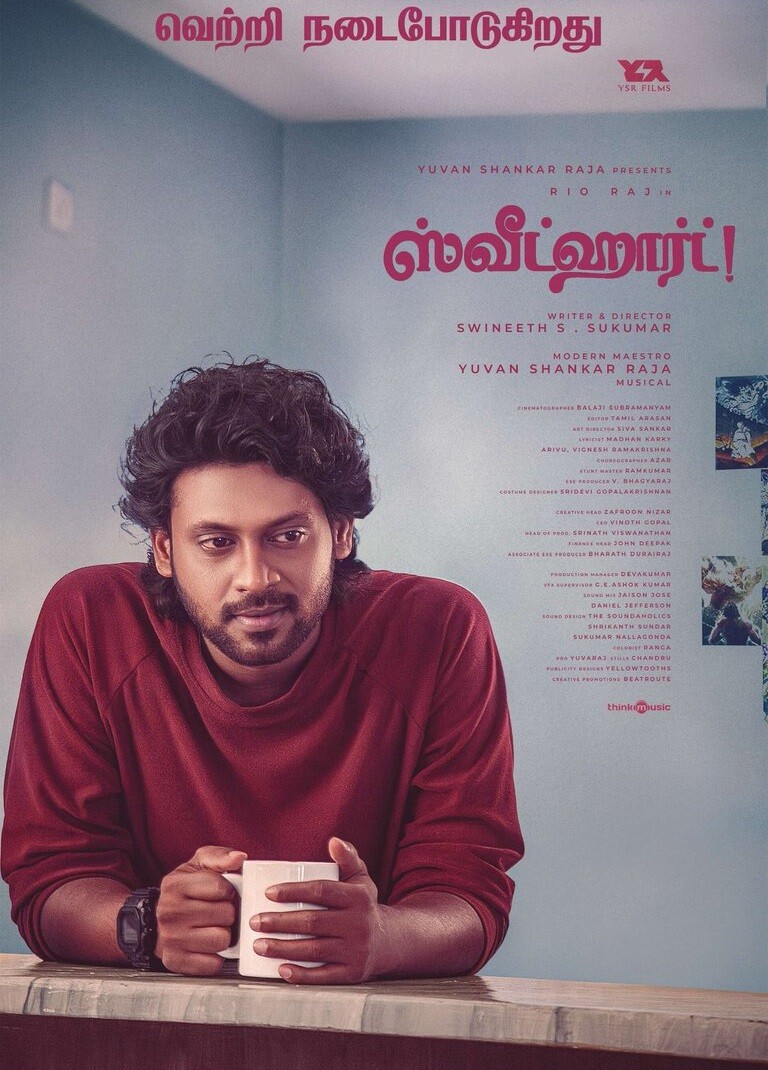 வெற்றி நடைபோடுகிறது
YSR
YSR FILMS
YUVAN SHANKAR RAJA PRESENTS
RIO RAJ IN
ஸ்வீட்ஹார்ட்!
WRITER & DIRECTOR
SWINEETH S . SUKUMAR
MODERN MAESTRO
YUVAN SHANKAR RAJA
MUSICAL
CINEMATOGRAPHER BALAJI SUBRAMANYAM
EDITOR TAMIL ARASAN
ART DIRECTOR SIVA SANKAR
LYRICIST MADHAN KARKY
ARIVU, VIGNESH RAMAKRISHNA
CHOREOGRAPHER AZAR
STUNT MASTER RAMKUMAR
EXE PRODUCER V. BHAGYARAJ
COSTUME DESIGNER SRIDEVI GOPALAKRISHNAN
CREATIVE HEAD ZAFROON NIZAR
CEO VINOTH GOPAL
HEAD OF PROD. SRINATH VISWANATHAN
FINANCE HEAD JOHN DEEPAK
ASSOCIATE EXE PRODUCER BHARATH DURAIRAJ
PRODUCTION MANAGER DEVAKUMAR
VFX SUPERVISOR G.E.ASHOK KUMAR
SOUND MIX JAISON JOSE
DANIEL JEFFERSON
SOUND DESIGN THE SOUNDAHOLICS
SHRIKANTH SUNDAR
SUKUMAR NALLAGONDA
COLORIST RANGA
PRO YUVARAJ STILLS CHANDRU
PUBLICITY DESIGNS YELLOWTOOTHS
CREATIVE PROMOTIONS BEATROUTE
think music